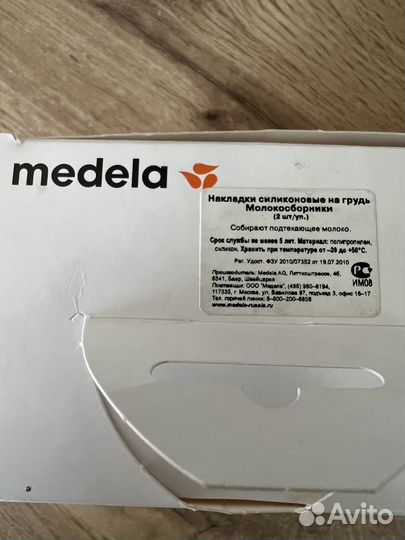 medela
Накладки силиконовые на грудь
Молокосборники
(2 шт/уп.)
Собирают подтекающее молоко.
Срок службы не менее 5 лет. Материал: полипропилен,
силикон. Хранить при температуре от -20 до +50°С.
Рег. Удост. ФЗУ 2010/07352 от 19.07.2010
Производитель: Medela AG, Латтихштрассе, 4б,
6341, Баар, Швейцария
Поставщик: ООО "Медела", (495) 980-6194,
117335, г. Москва, ул. Вавилова 97, подъезд 3, офис 16-17
Тел. горячей линии: 8-800-200-6808
www.medela-russia.ru
ИМ08
Avito